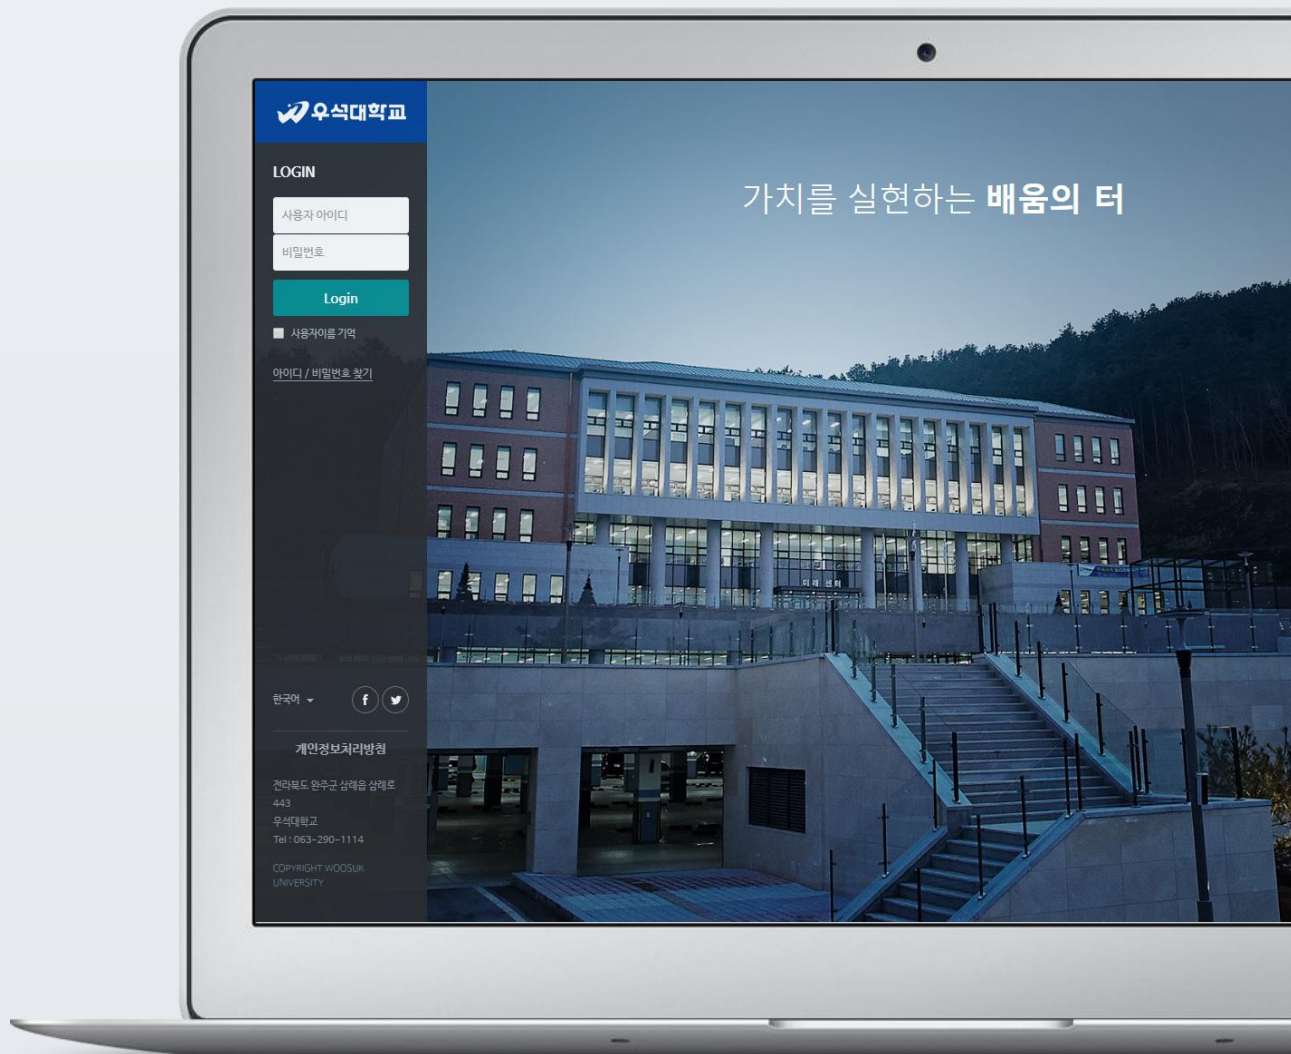 우석대학교
LOGIN
사용자 아이디
비밀번호
Login
사용자이름 기억
아이디 / 비밀번호 찾기
한국어
개인정보처리방침
전라북도 완주군 삼례읍 삼례로
443
우석대학교
Tel : 063-290-1114
COPYRIGHT WOOSUK
UNIVERSITY
가치를 실현하는 배움의 터
미래센터